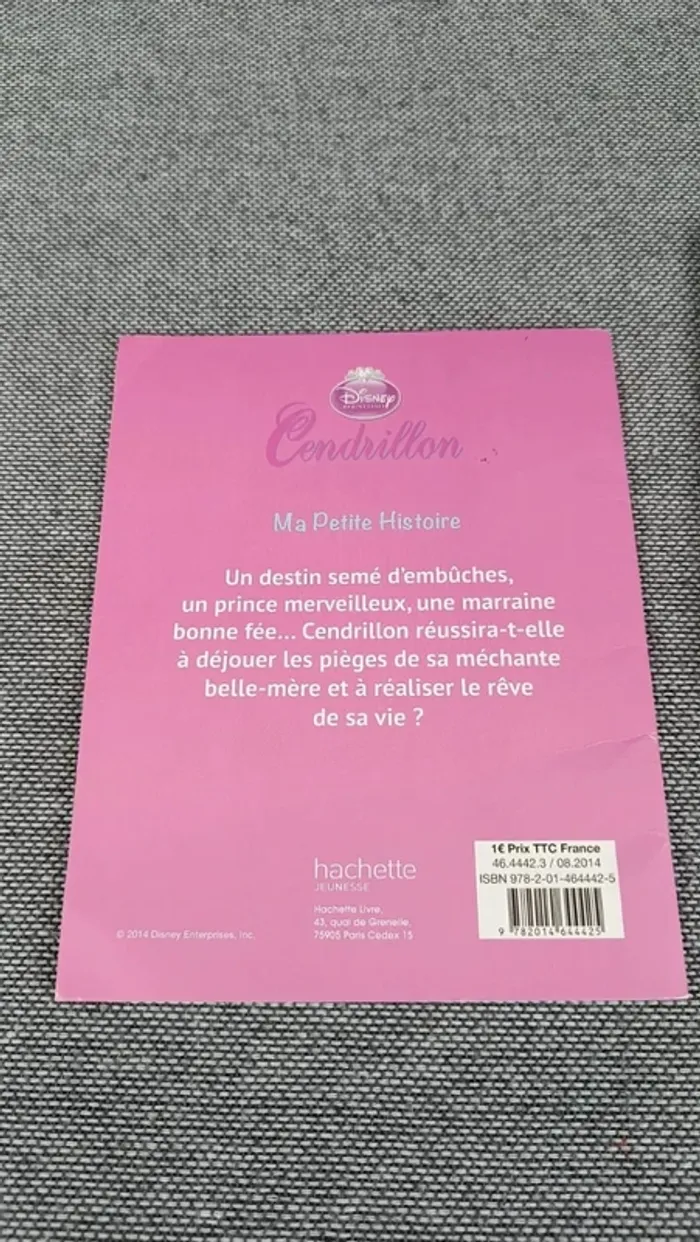 Disney
Cendrillon
Ma Petite Histoire
Un destin semé d'embûches,
un prince merveilleux, une marraine
bonne fée... Cendrillon réussira-t-elle
à déjouer les pièges de sa méchante
belle-mère et à réaliser le rêve
de sa vie ?
1€ Prix TTC France
46.4442.3 / 08.2014
ISBN 978-2-01-464442-5
9 782014 644425
hachette
JEUNESSE
Hachette Livre,
43, quai de Grenelle,
75905 Paris Cedex 15
© 2014 Disney Enterprises, Inc.